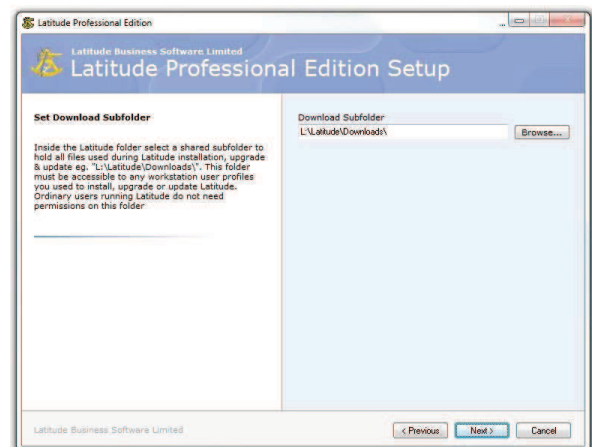 Latitude Professional Edition
Latitude Business Software Limited
Latitude Professional Edition Setup
Set Download Subfolder
Inside the Latitude folder select a shared subfolder to
hold all files used during Latitude installation, upgrade
& update eg. "L:\Latitude\Downloads\". This folder
must be accessible to any workstation user profiles
you used to install, upgrade or update Latitude.
Ordinary users running Latitude do not need
permissions on this folder
Download Subfolder
L:\Latitude\Downloads\
Browse...
Latitude Business Software Limited
< Previous
Next >
Cancel